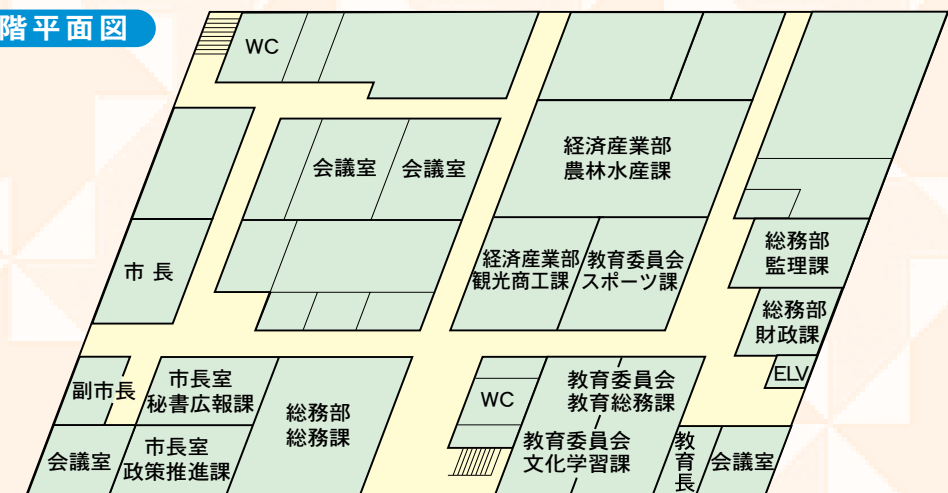 階平面図
WC
会議室
会議室
経済産業部
農林水産課
市長
経済産業部
観光商工課
教育委員会
スポーツ課
総務部
監理課
総務部
財政課
ELV
副市長
市長室
秘書広報課
総務部
総務課
WC
教育委員会
教育総務課
会議室
市長室
政策推進課
教育委員会
文化学習課
教育長
会議室